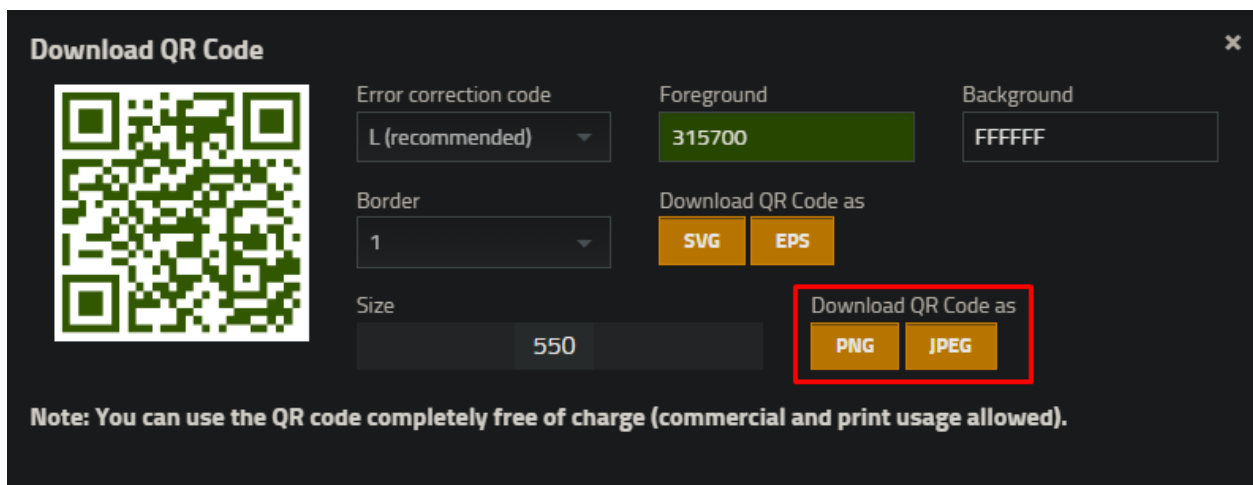 Download QR Code
×
Error correction code
Foreground
Background
L (recommended)
315700
FFFFFF
Border
Download QR Code as
1
SVG
EPS
Size
Download QR Code as
550
PNG
JPEG
Note: You can use the QR code completely free of charge (commercial and print usage allowed).